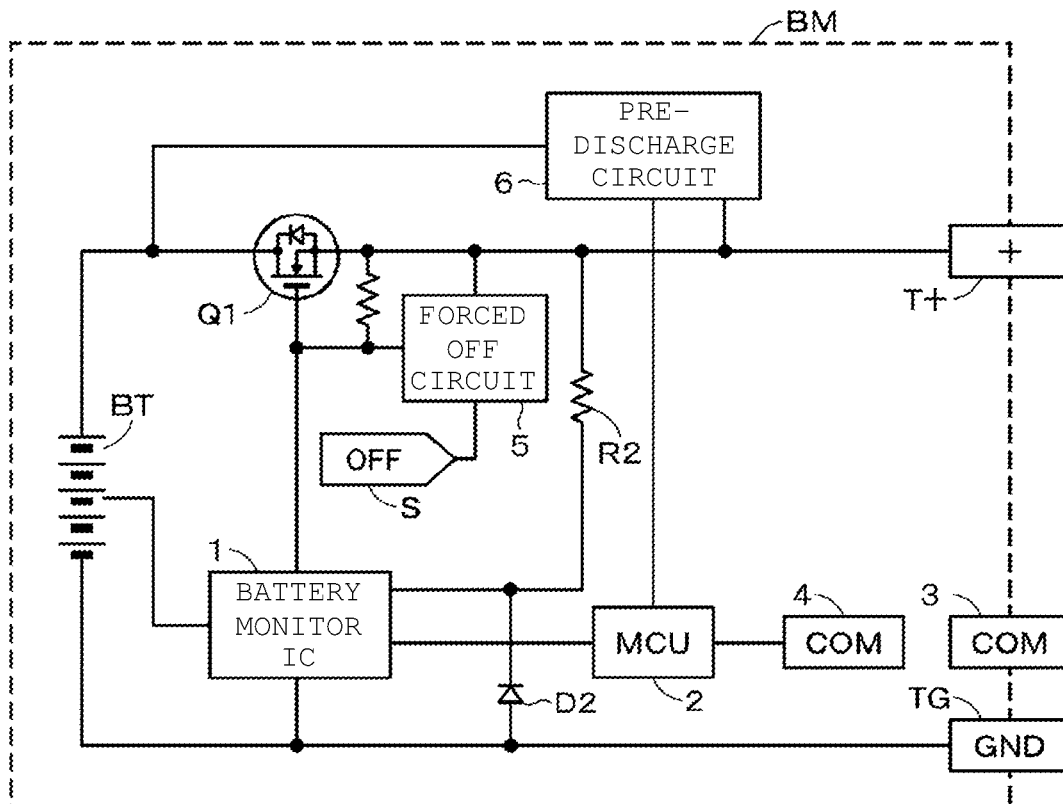 BM
PRE-
DISCHARGE
CIRCUIT
6
+
T+
Q1
FORCED
OFF
CIRCUIT
5
R2
BT
OFF
S
1
BATTERY
MONITOR
IC
MCU
2
4
COM
3
COM
D2
TG
GND